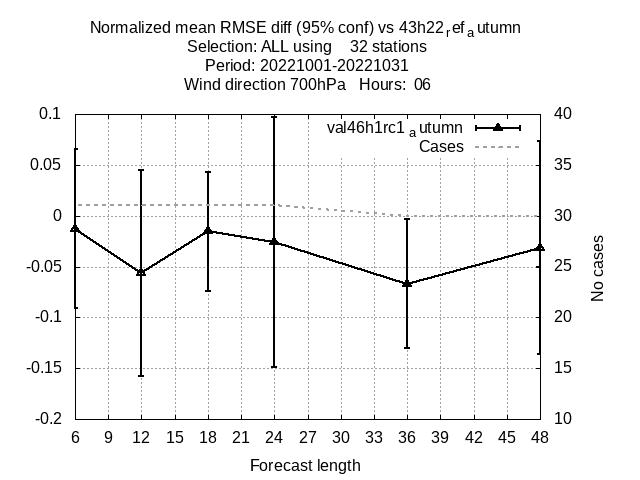 Normalized mean RMSE diff (95% conf) vs 43h22refautumn
Selection: ALL using 32 stations
Period: 20221001-20221031
Wind direction 700hPa Hours: 06
val46h1rc1autumn
Cases
0.1
0.05
0
-0.05
-0.1
-0.15
-0.2
40
35
30
25
20
15
10
No cases
6 9 12 15 18 21 24 27 30 33 36 39 42 45 48
Forecast length